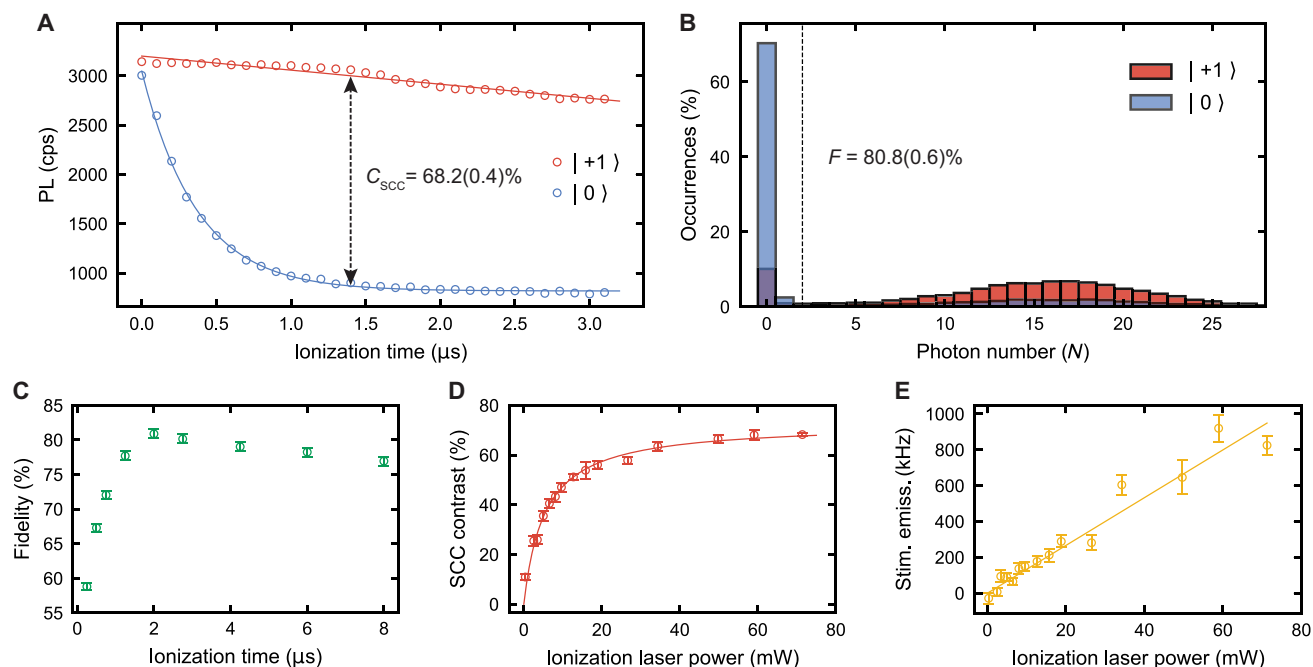 A
3000
2500
2000
1500
1000
PL (cps)
C_SCC = 68.2(0.4)%
| +1 ⟩
| 0 ⟩
0.0 0.5 1.0 1.5 2.0 2.5 3.0
Ionization time (μs)
B
60
40
20
0
Occurrences (%)
| +1 ⟩
| 0 ⟩
F = 80.8(0.6)%
0 5 10 15 20 25
Photon number (N)
C
85
80
75
70
65
60
55
Fidelity (%)
0 2 4 6 8
Ionization time (μs)
D
80
60
40
20
0
SCC contrast (%)
0 20 40 60 80
Ionization laser power (mW)
E
1000
800
600
400
200
0
Stim. emiss. (kHz)
0 20 40 60 80
Ionization laser power (mW)